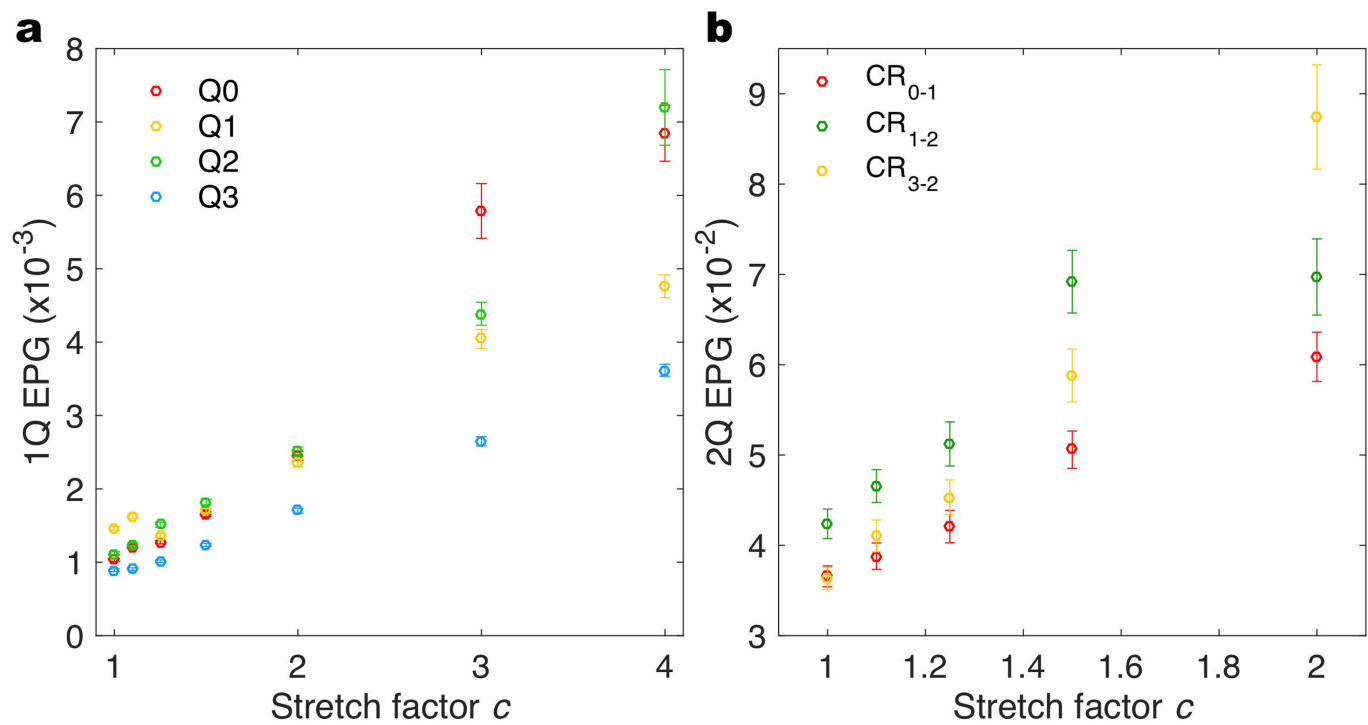 a
8
7
6
5
4
3
2
1
0
1Q EPG (x10-3)
Q0
Q1
Q2
Q3
1
2
3
4
Stretch factor c
b
9
8
7
6
5
4
3
2Q EPG (x10-2)
CR0-1
CR1-2
CR3-2
1
1.2
1.4
1.6
1.8
2
Stretch factor c